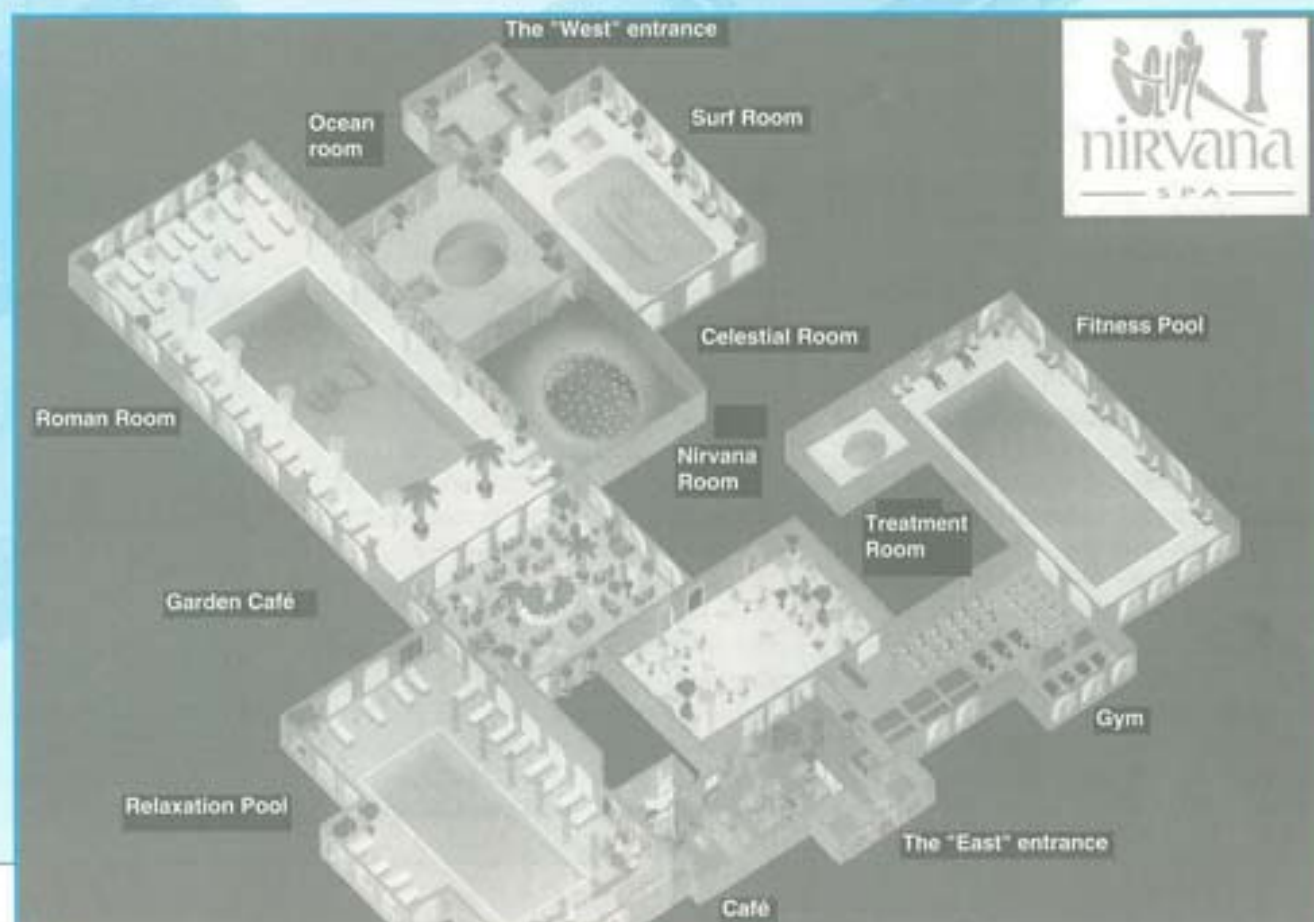 The "West" entrance
Ocean
room
Surf Room
nirvana
SPA
Celestial Room
Fitness Pool
Roman Room
Nirvana
Room
Treatment
Room
Garden Café
Gym
Relaxation Pool
The "East" entrance
Café